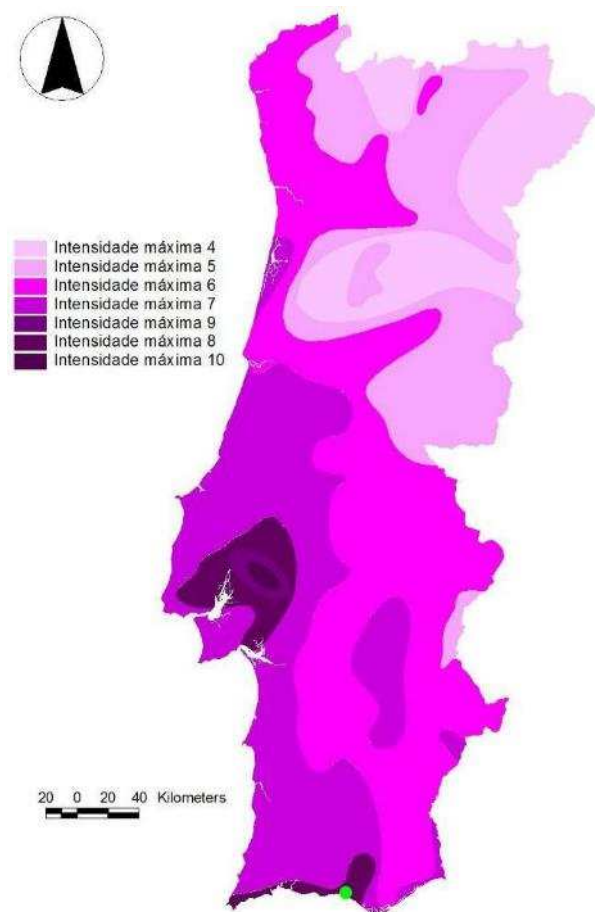 Intensidade máxima 4
Intensidade máxima 5
Intensidade máxima 6
Intensidade máxima 7
Intensidade máxima 9
Intensidade máxima 8
Intensidade máxima 10
20 0 20 40 Kilometers